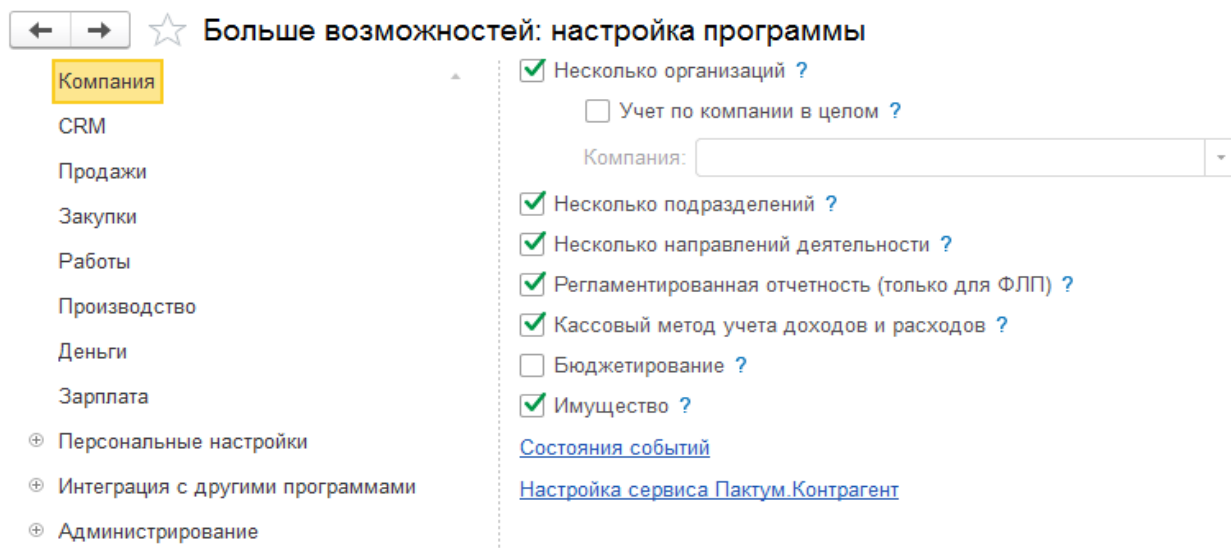 Больше возможностей: настройка программы
Компания
CRM
Продажи
Закупки
Работы
Производство
Деньги
Зарплата
Персональные настройки
Интеграция с другими программами
Администрирование
Несколько организаций ?
Учет по компании в целом ?
Компания:
Несколько подразделений ?
Несколько направлений деятельности ?
Регламентированная отчетность (только для ФЛП) ?
Кассовый метод учета доходов и расходов ?
Бюджетирование ?
Имущество ?
Состояния событий
Настройка сервиса Пактум.Контрагент